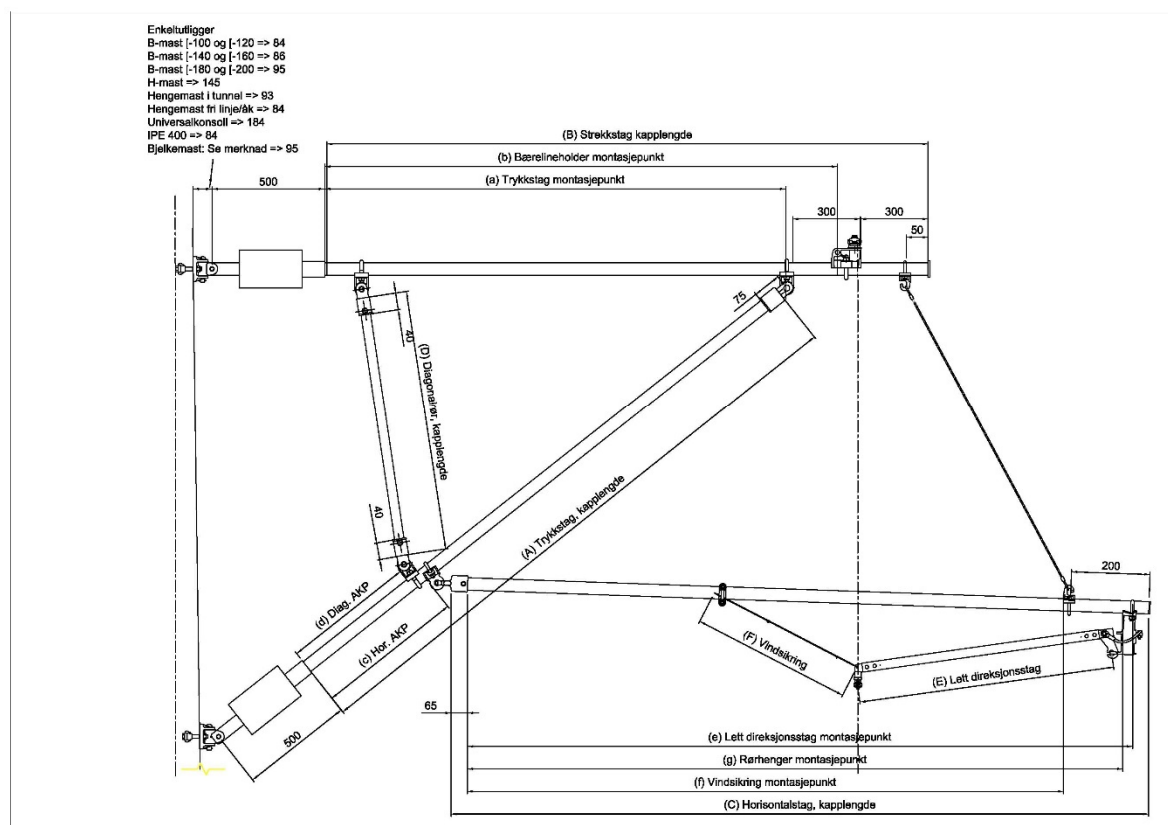 Enkeltutligger
B-mast [-100 og [-120 => 84
B-mast [-140 og [-160 => 86
B-mast [-180 og [-200 => 95
H-mast => 145
Hengemast i tunnel => 93
Hengemast fri linje/åk => 84
Universalkonsoll => 184
IPE 400 => 84
Bjelkemast: Se merknad => 95
(B) Strekkstag kapplengde
(b) Bærelineholder montasjepunkt
500
(a) Trykkstag montasjepunkt
300
300
50
75
40
(D) Diagonalrør, kapplengde
40
(A) Trykkstag, kapplengde
200
(d) Diag. AKP
(c) Hor. AKP
(F) Vindsikring
(E) Lett direksjonsstag
65
500
(e) Lett direksjonsstag montasjepunkt
(g) Rørhenger montasjepunkt
(f) Vindsikring montasjepunkt
(C) Horisontalstag, kapplengde